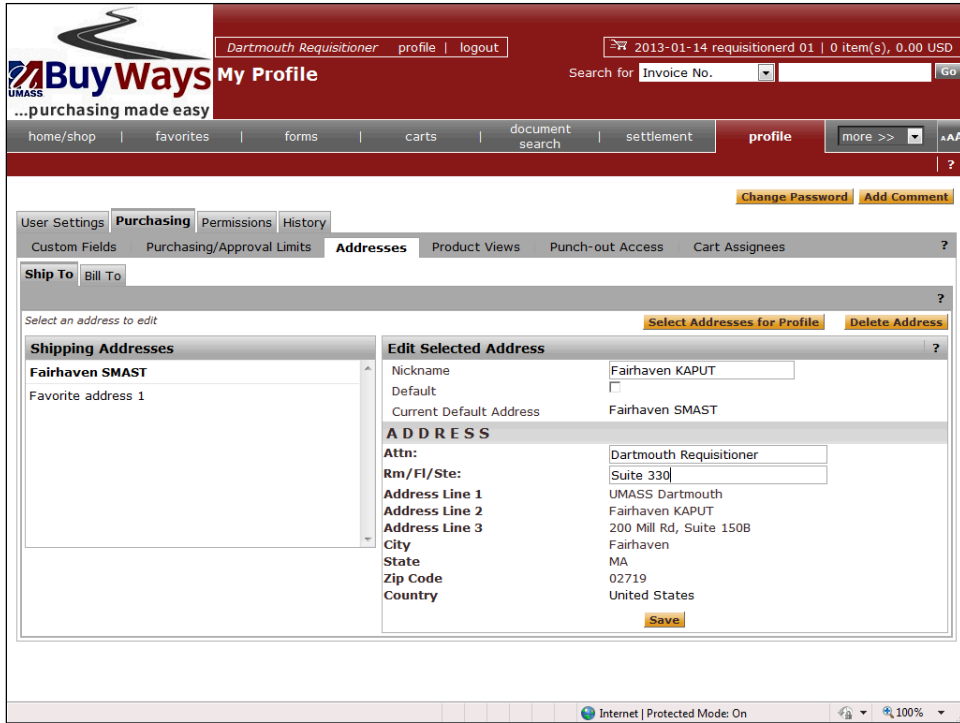 UMASS
BuyWays
...purchasing made easy
Dartmouth Requisitioner profile | logout
2013-01-14 requisitionerd 01 | 0 item(s), 0.00 USD
My Profile
Search for Invoice No. Go
home/shop | favorites | forms | carts | document search | settlement profile more >> AAA
?
Change Password Add Comment
User Settings Purchasing Permissions History
Custom Fields Purchasing/Approval Limits Addresses Product Views Punch-out Access Cart Assignees ?
Ship To Bill To
?
Select an address to edit Select Addresses for Profile Delete Address
Shipping Addresses
Fairhaven SMAST
Favorite address 1
Edit Selected Address ?
Nickname Fairhaven KAPUT
Default
Current Default Address Fairhaven SMAST
ADDRESS
Attn: Dartmouth Requisitioner
Rm/Fl/Ste: Suite 330
Address Line 1 UMASS Dartmouth
Address Line 2 Fairhaven KAPUT
Address Line 3 200 Mill Rd, Suite 150B
City Fairhaven
State MA
Zip Code 02719
Country United States
Save
Internet | Protected Mode: On 100%